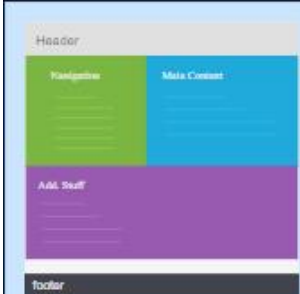 Header
Navigation
Main Content
Add. Stuff
footer